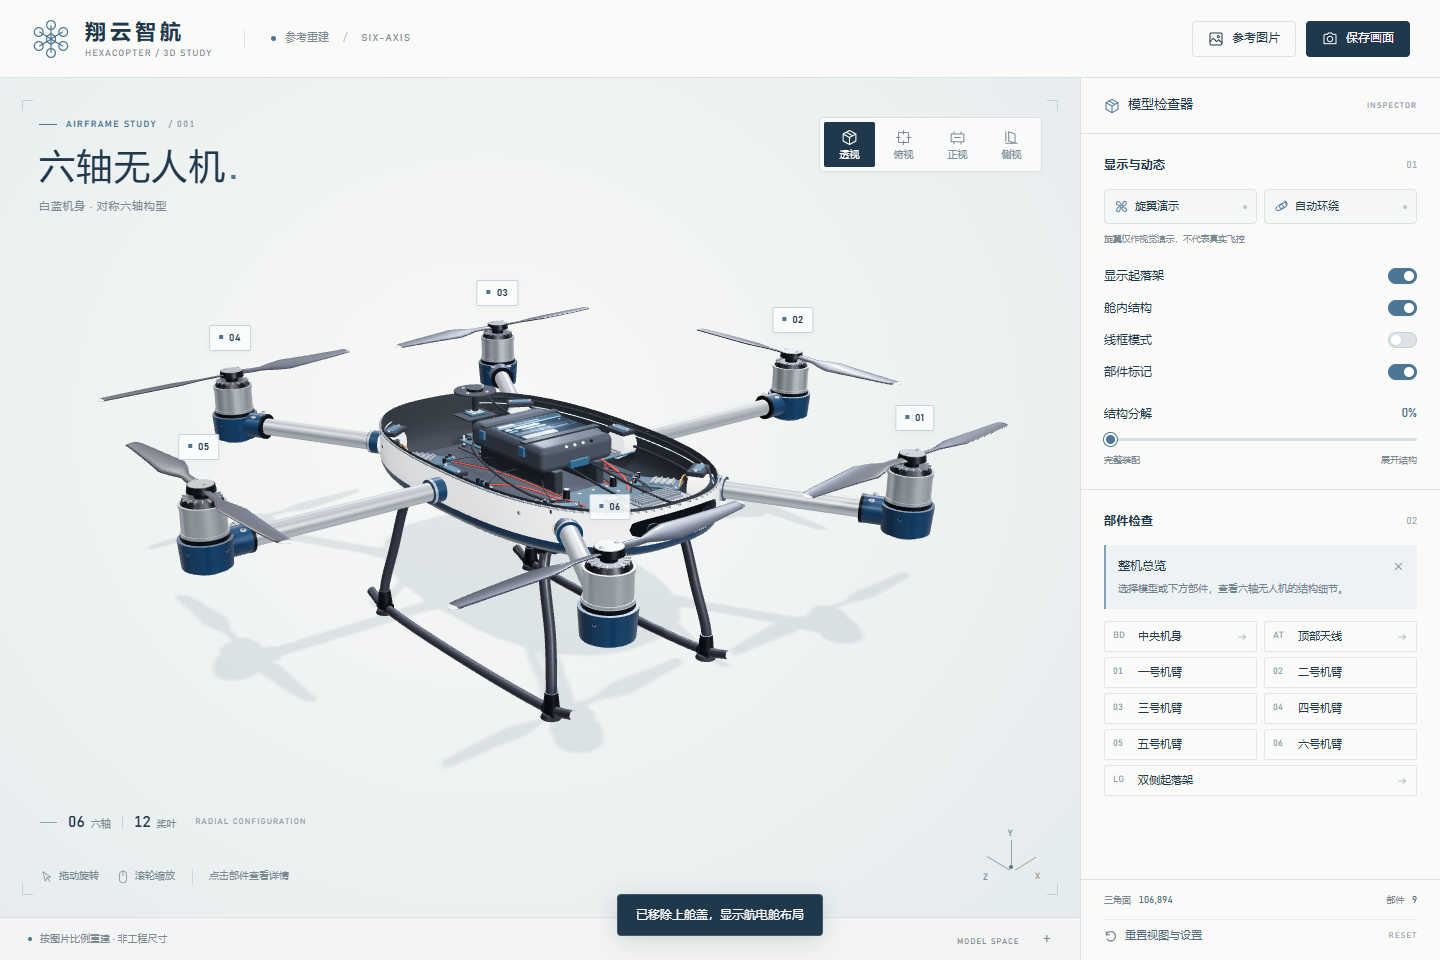 翔云智航
HEXACOPTER / 3D STUDY
参考重建 / SIX-AXIS
参考图片
保存画面
AIRFRAME STUDY / 001
六轴无人机.
白蓝机身 · 对称六轴构型
透视
俯视
正视
侧视
03
02
04
01
05
06
06 六轴
12 桨叶
RADIAL CONFIGURATION
拖动旋转
滚轮缩放
点击部件查看详情
Y
Z
X
已移除上舱盖，显示航电舱布局
按图片比例重建 · 非工程尺寸
MODEL SPACE +
模型检查器
INSPECTOR
显示与动态
01
旋翼演示
自动环绕
旋翼仅作视觉演示，不代表真实飞控
显示起落架
舱内结构
线框模式
部件标记
结构分解
0%
完整装配
展开结构
部件检查
02
整机总览
选择模型或下方部件，查看六轴无人机的结构细节。
BD 中央机身
AT 顶部天线
01 一号机臂
02 二号机臂
03 三号机臂
04 四号机臂
05 五号机臂
06 六号机臂
LG 双侧起落架
三角面 106,894
部件 9
重置视图与设置
RESET